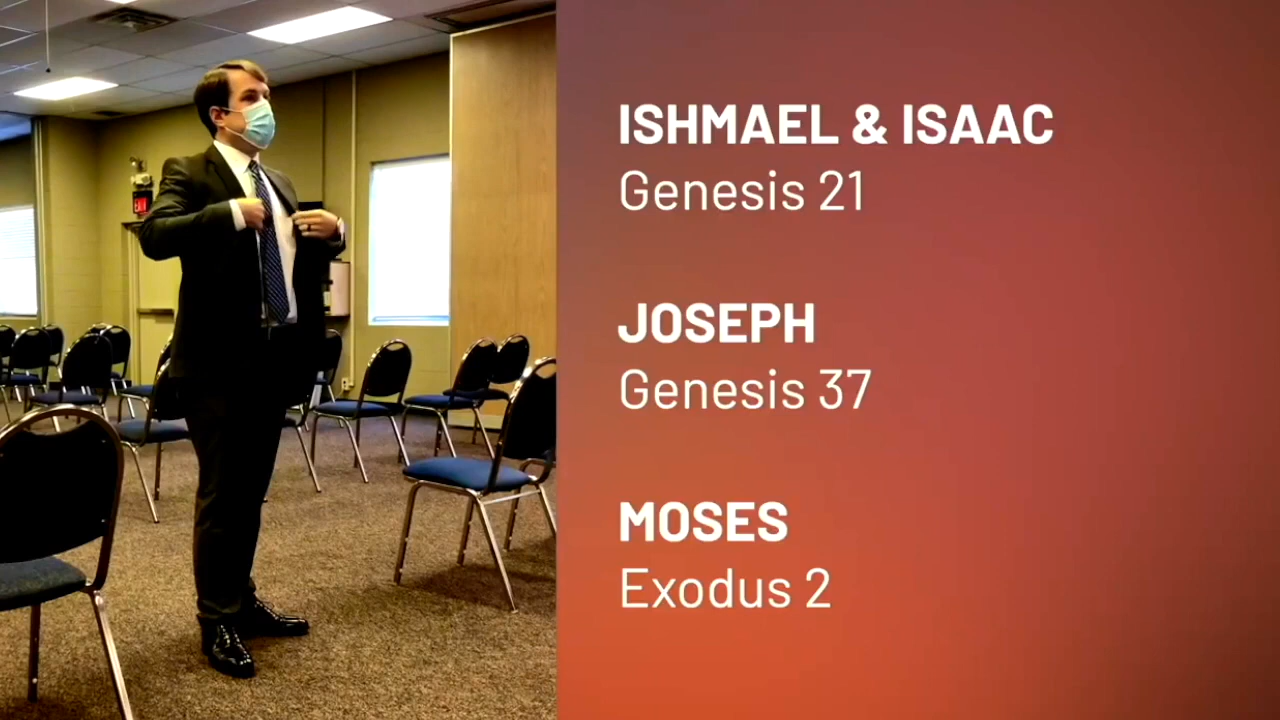 ISHMAEL & ISAAC
Genesis 21
JOSEPH
Genesis 37
MOSES
Exodus 2